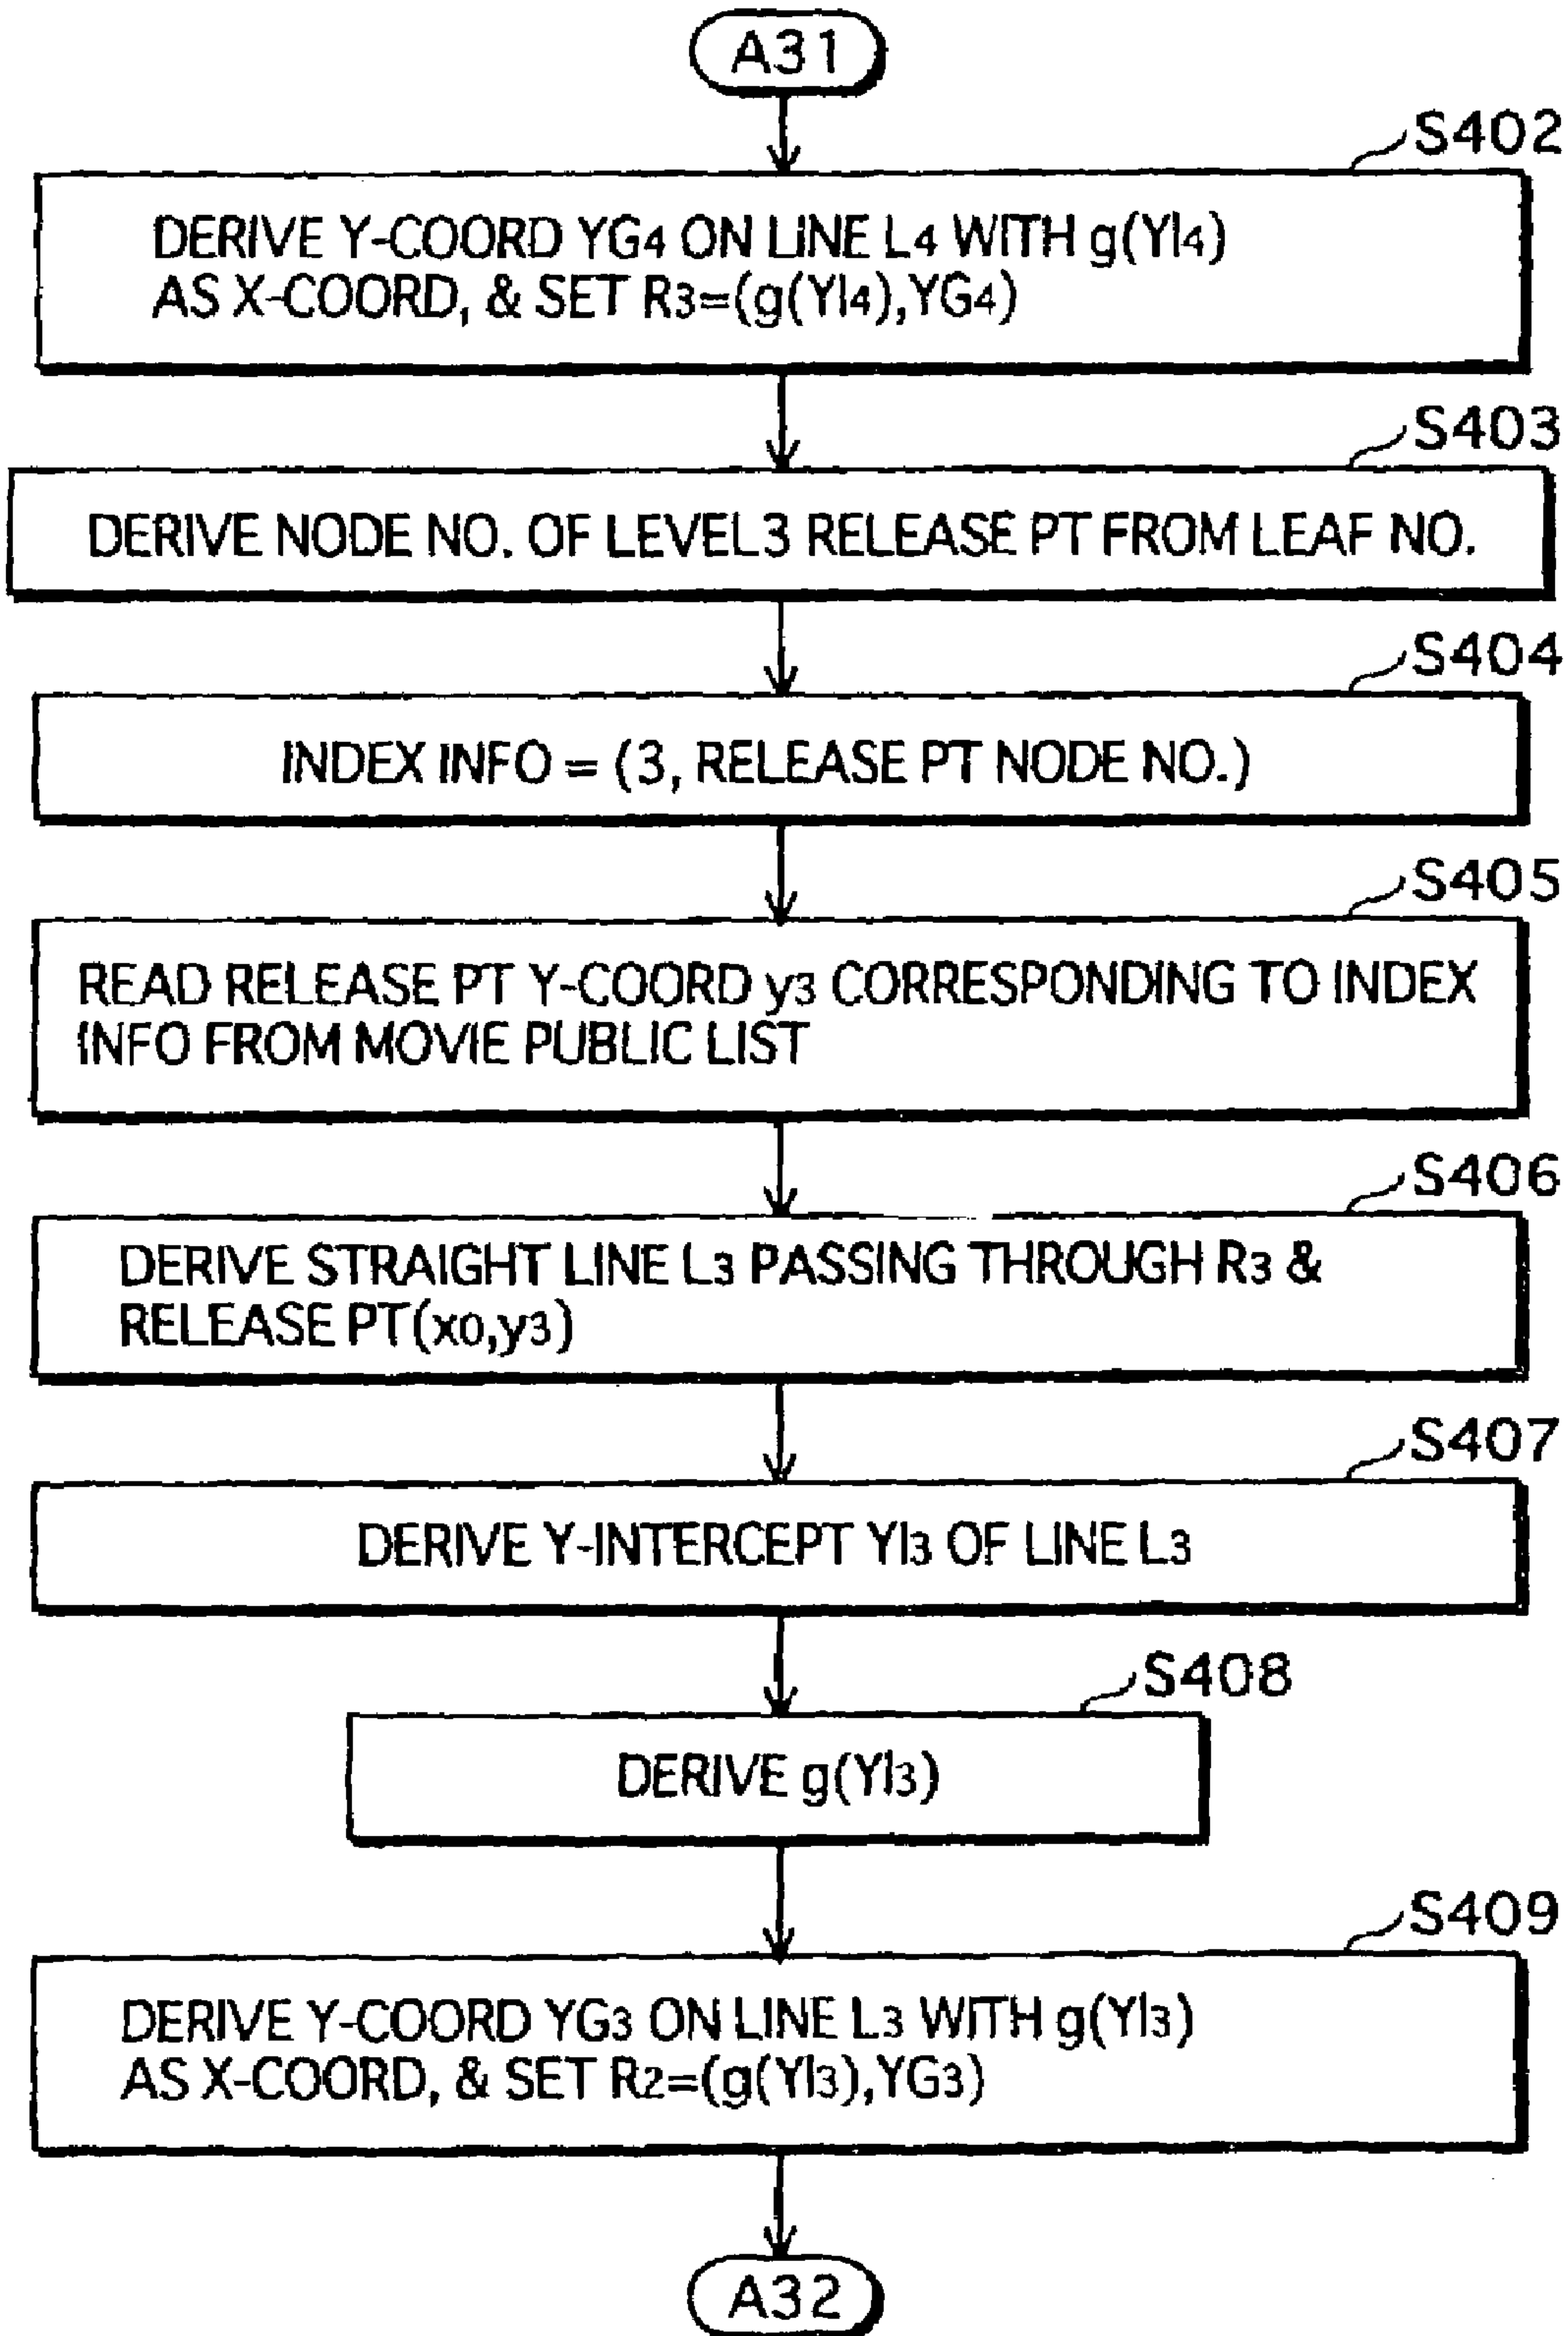 A31
S402
DERIVE Y-COORD YG4 ON LINE L4 WITH g(YI4)
AS X-COORD, & SET R3=(g(YI4),YG4)
S403
DERIVE NODE NO. OF LEVEL3 RELEASE PT FROM LEAF NO.
S404
INDEX INFO = (3, RELEASE PT NODE NO.)
S405
READ RELEASE PT Y-COORD y3 CORRESPONDING TO INDEX
INFO FROM MOVIE PUBLIC LIST
S406
DERIVE STRAIGHT LINE L3 PASSING THROUGH R3 &
RELEASE PT(x0,y3)
S407
DERIVE Y-INTERCEPT YI3 OF LINE L3
S408
DERIVE g(YI3)
S409
DERIVE Y-COORD YG3 ON LINE L3 WITH g(YI3)
AS X-COORD, & SET R2=(g(YI3),YG3)
A32